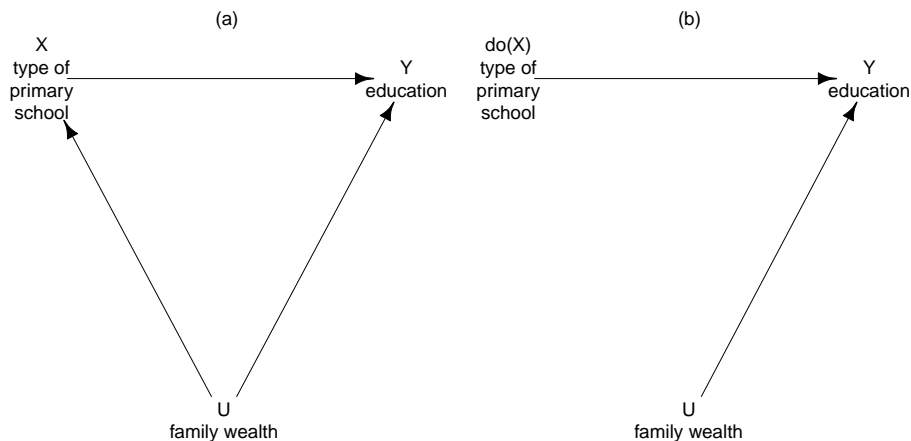 (a)
X
type of
primary
school
Y
education
U
family wealth
(b)
do(X)
type of
primary
school
Y
education
U
family wealth